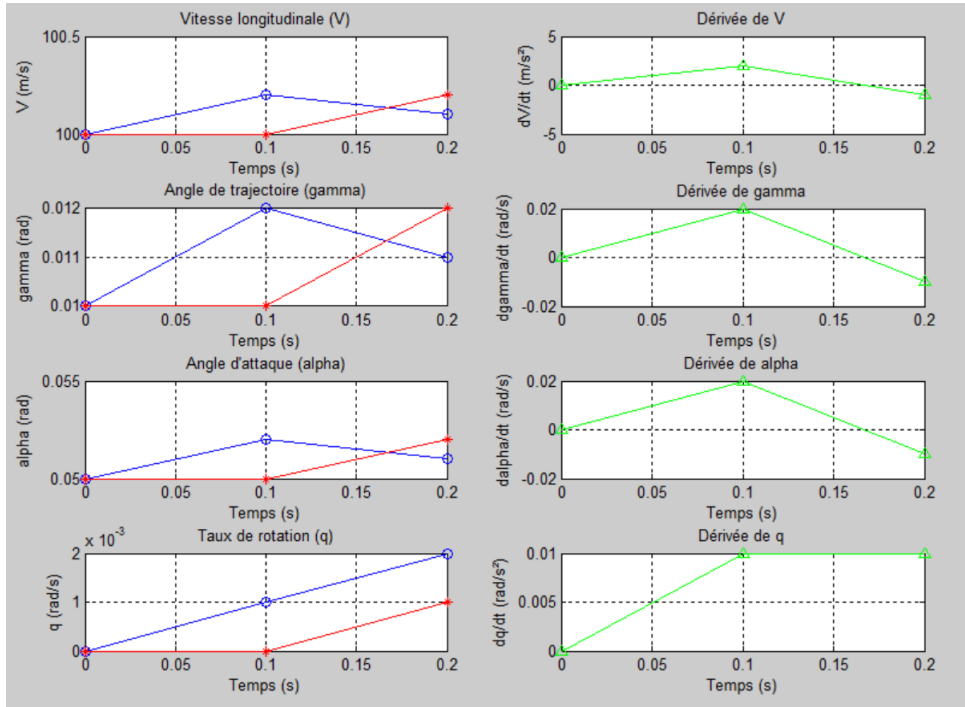 Vitesse longitudinale (V)
V (m/s)
100.5
100
0 0.05 0.1 0.15 0.2
Temps (s)
Dérivée de V
dV/dt (m/s²)
5
0
-5
0 0.05 0.1 0.15 0.2
Temps (s)
Angle de trajectoire (gamma)
gamma (rad)
0.012
0.011
0.01
0 0.05 0.1 0.15 0.2
Temps (s)
Dérivée de gamma
dgamma/dt (rad/s)
0.02
0
-0.02
0 0.05 0.1 0.15 0.2
Temps (s)
Angle d'attaque (alpha)
alpha (rad)
0.055
0.05
0 0.05 0.1 0.15 0.2
Temps (s)
Dérivée de alpha
dalpha/dt (rad/s)
0.02
0
-0.02
0 0.05 0.1 0.15 0.2
Temps (s)
Taux de rotation (q)
x 10⁻³
q (rad/s)
2
1
0
0 0.05 0.1 0.15 0.2
Temps (s)
Dérivée de q
dq/dt (rad/s²)
0.01
0.005
0
0 0.05 0.1 0.15 0.2
Temps (s)